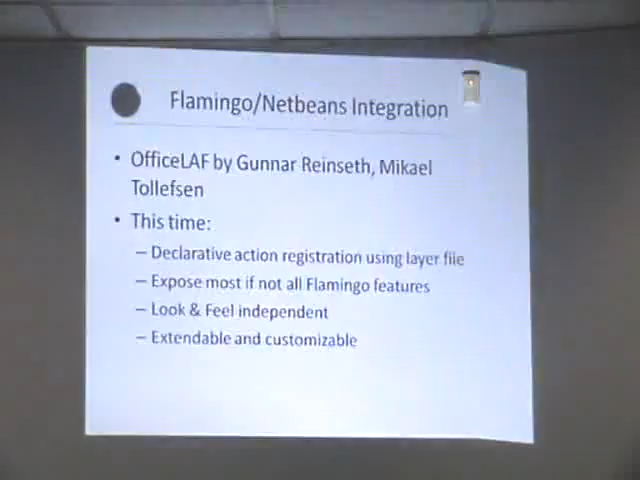 Flamingo/Netbeans Integration
• OfficeLAF by Gunnar Reinseth, Mikael
Tollefsen
• This time:
– Declarative action registration using layer file
– Expose most if not all Flamingo features
– Look & Feel independent
– Extendable and customizable